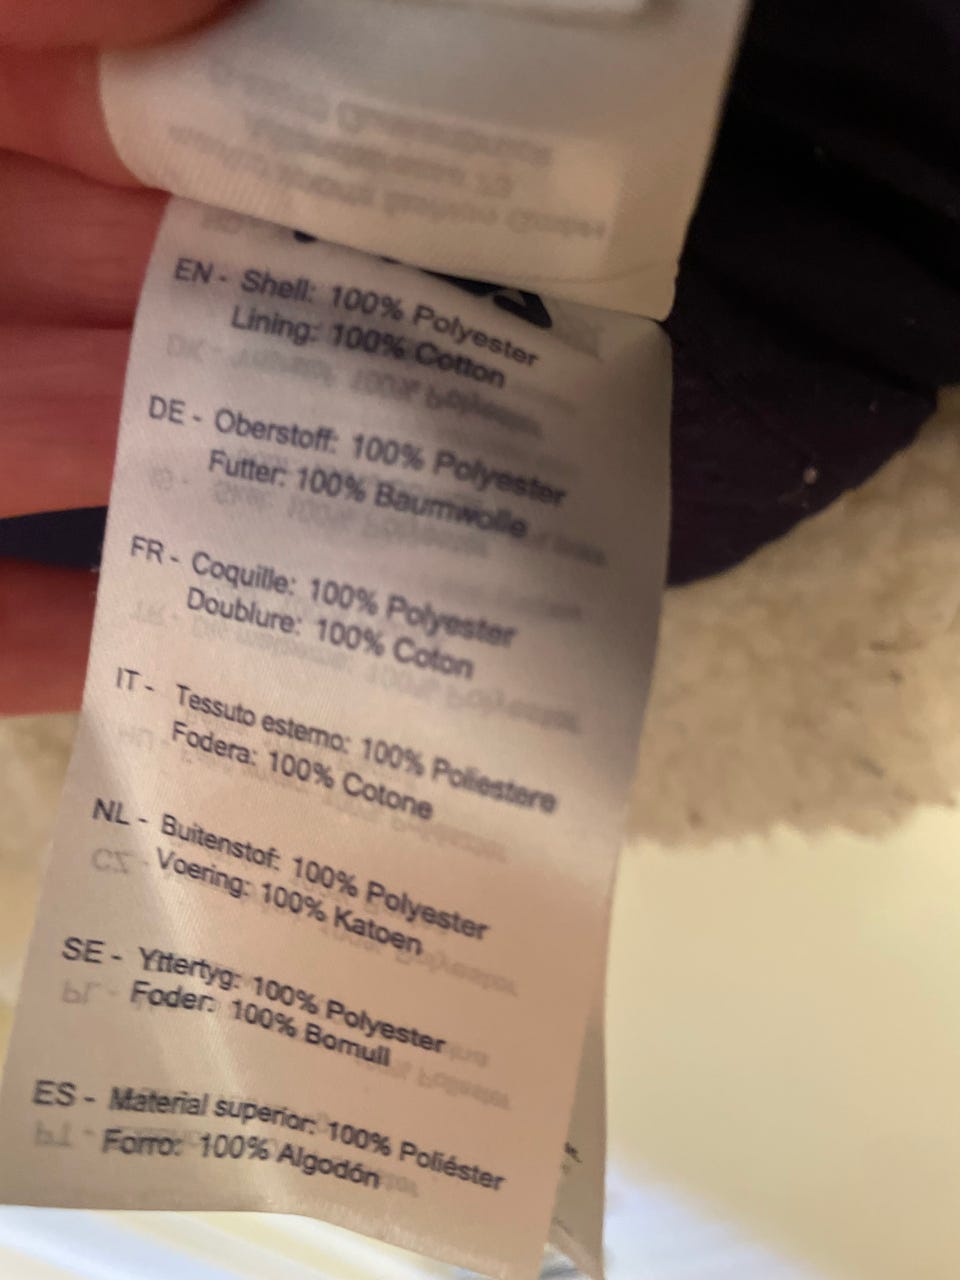 EN - Shell: 100% Polyester
Lining: 100% Cotton
DE - Oberstoff: 100% Polyester
Futter: 100% Baumwolle
FR - Coquille: 100% Polyester
Doublure: 100% Coton
IT - Tessuto esterno: 100% Poliestere
Fodera: 100% Cotone
NL - Buitenstof: 100% Polyester
Voering: 100% Katoen
SE - Yttertyg: 100% Polyester
Foder: 100% Bomull
ES - Material superior: 100% Poliéster
Forro: 100% Algodón